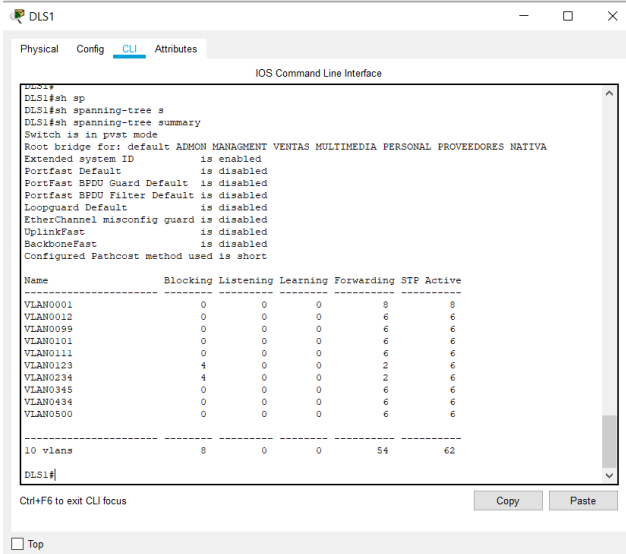 DLS1
Physical Config CLI Attributes
IOS Command Line Interface
DLS1#
DLS1#sh sp
DLS1#sh spanning-tree s
DLS1#sh spanning-tree summary
Switch is in pvst mode
Root bridge for: default ADMON MANAGMENT VENTAS MULTIMEDIA PERSONAL PROVEEDORES NATIVA
Extended system ID is enabled
Portfast Default is disabled
PortFast BPDU Guard Default is disabled
Portfast BPDU Filter Default is disabled
Loopguard Default is disabled
EtherChannel misconfig guard is disabled
UplinkFast is disabled
BackboneFast is disabled
Configured Pathcost method used is short
Name Blocking Listening Learning Forwarding STP Active
---------------------- -------- --------- -------- ---------- ----------
VLAN0001 0 0 0 8 8
VLAN0012 0 0 0 6 6
VLAN0099 0 0 0 6 6
VLAN0101 0 0 0 6 6
VLAN0111 0 0 0 6 6
VLAN0123 4 0 0 2 6
VLAN0234 4 0 0 2 6
VLAN0345 0 0 0 6 6
VLAN0434 0 0 0 6 6
VLAN0500 0 0 0 6 6
---------------------- -------- --------- -------- ---------- ----------
10 vlans 8 0 0 54 62
DLS1#
Ctrl+F6 to exit CLI focus
Copy Paste
Top